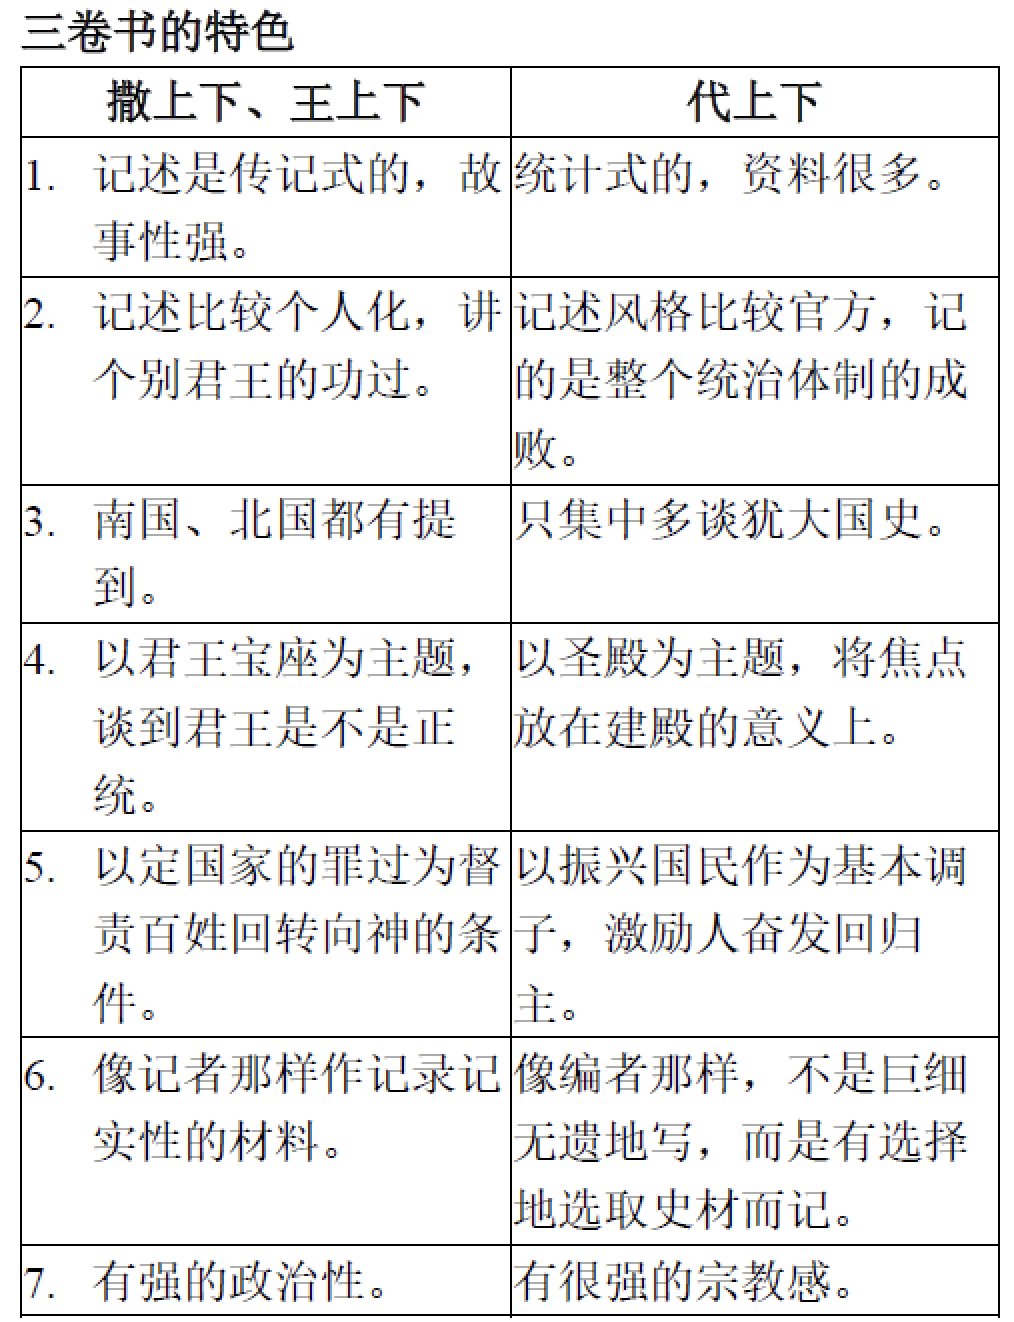 三卷书的特色
撒上下、王上下
代上下
1. 记述是传记式的，故
事性强。
统计式的，资料很多。
2. 记述比较个人化，讲
个别君王的功过。
记述风格比较官方，记
的是整个统治体制的成
败。
3. 南国、北国都有提
到。
只集中多谈犹大国史。
4. 以君王宝座为主题，
谈到君王是不是正
统。
以圣殿为主题，将焦点
放在建殿的意义上。
5. 以定国家的罪过为督
责百姓回转向神的条
件。
以振兴国民作为基本调
子，激励人奋发回归
主。
6. 像记者那样作记录记
实性的材料。
像编者那样，不是巨细
无遗地写，而是有选择
地选取史材而记。
7. 有强的政治性。
有很强的宗教感。